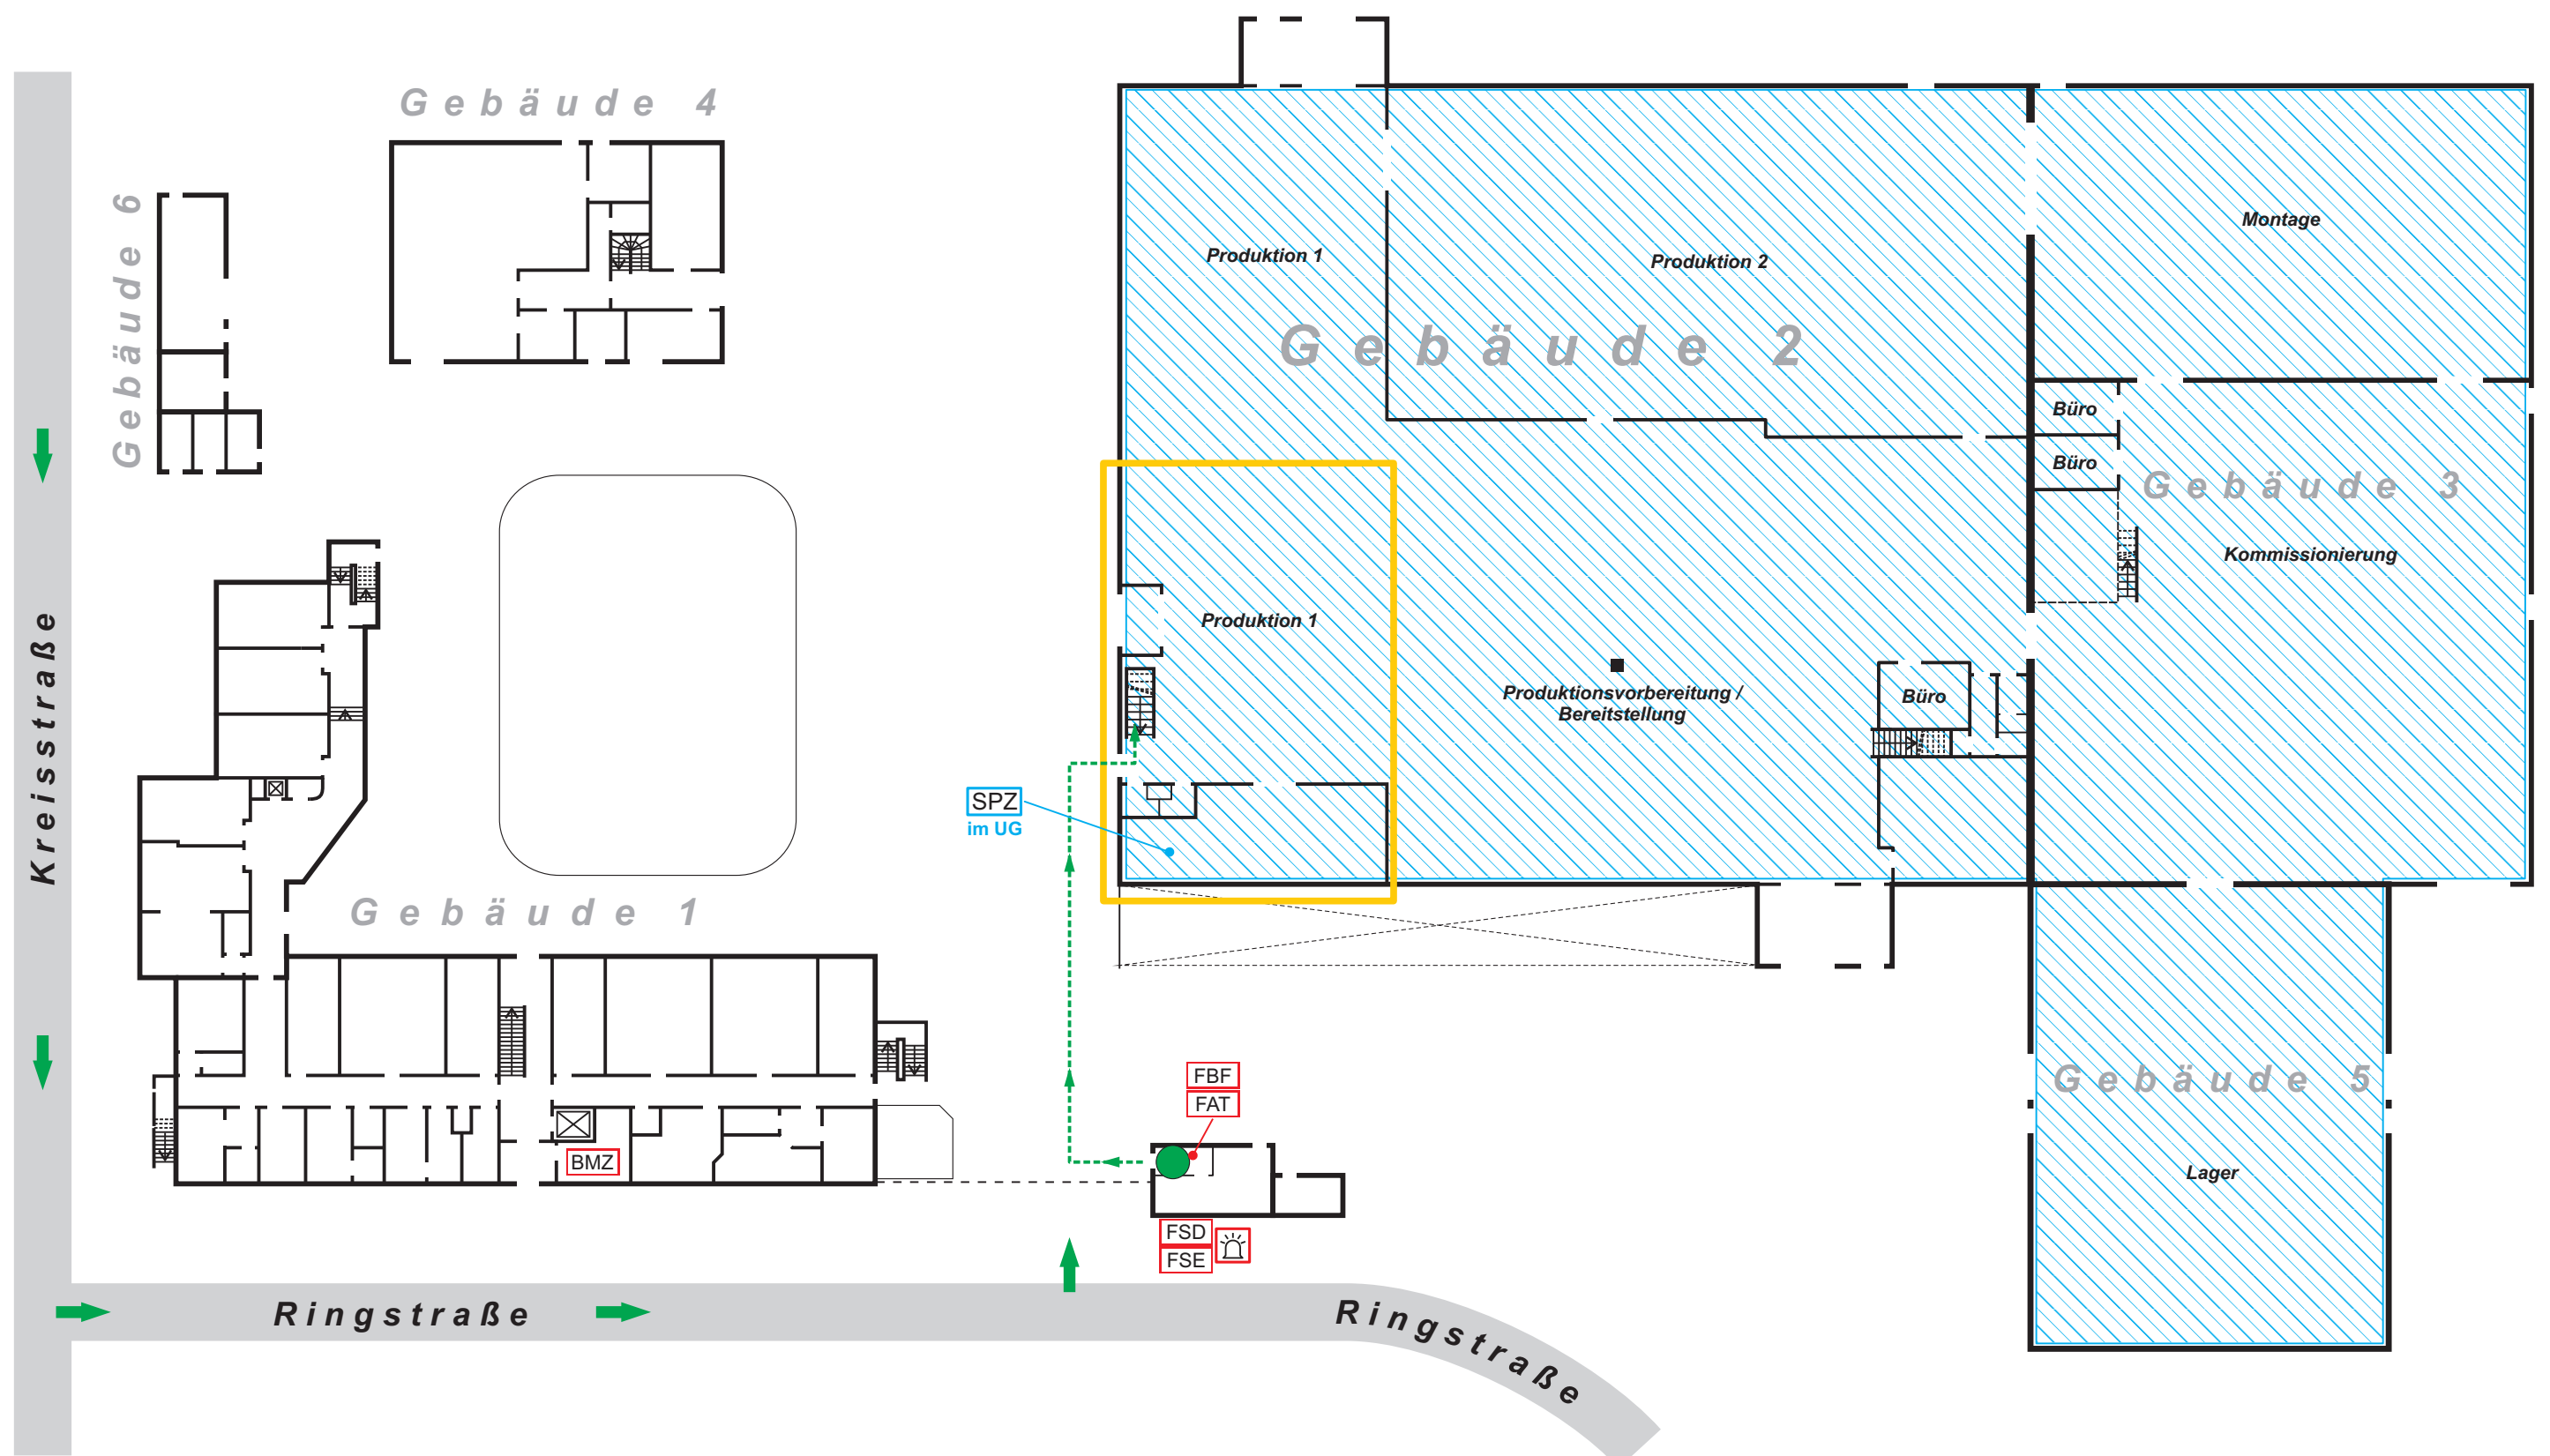 Gebäude 4
Gebäude 6
Produktion 1
Produktion 2
Montage
Gebäude 2
Büro
Büro
Gebäude 3
Kommissionierung
Kreisstraße
Produktion 1
Produktionsvorbereitung /
Bereitstellung
Büro
SPZ
im UG
Gebäude 1
FBF
FAT
Gebäude 5
BMZ
Lager
FSD
FSE
Ringstraße
Ringstraße